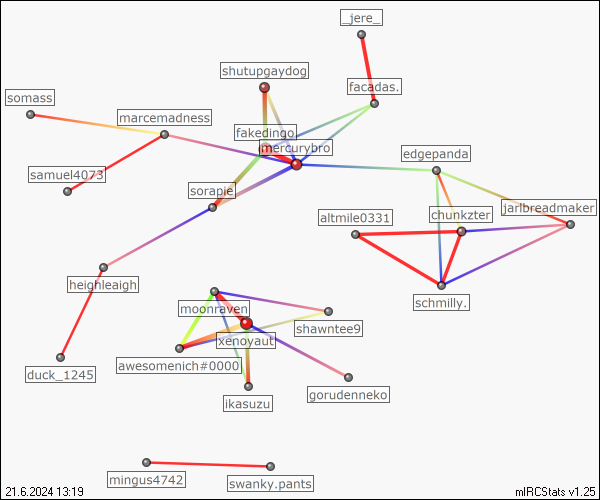 _jere_
shutupgaydog
facadas.
somass
marcemadness
fakedingo.
mercurybro
edgepanda
samuel4073
sorapie.
jarlbreadmaker
altmile0331
chunkzter
heighleaigh
schmilly.
moonraven
shawntee9
xenoyaut
awesomenich#0000
duck_1245
gorudenneko
ikasuzu
mingus4742
swanky.pants
21.6.2024 13:19
mIRCStats v1.25